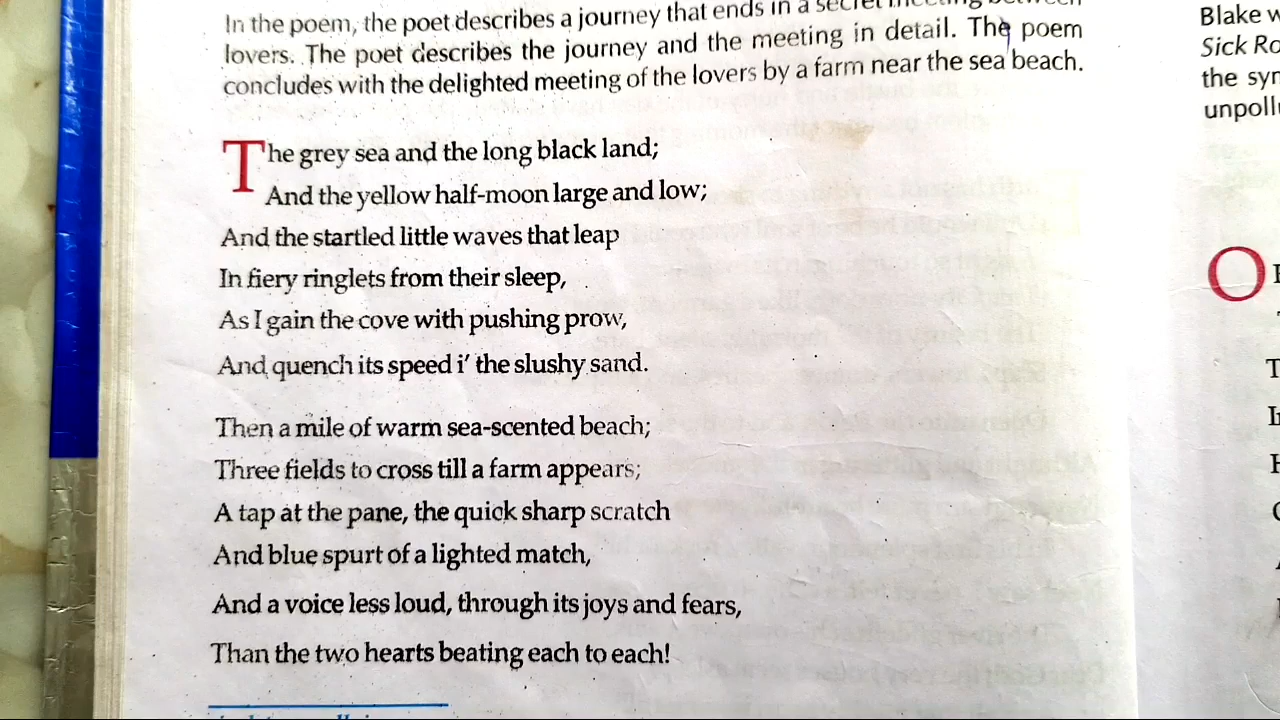 In the poem, the poet describes a journey that ends in a secret meeting between
lovers. The poet describes the journey and the meeting in detail. The poem
concludes with the delighted meeting of the lovers by a farm near the sea beach.
The grey sea and the long black land;
And the yellow half-moon large and low;
And the startled little waves that leap
In fiery ringlets from their sleep,
As I gain the cove with pushing prow,
And quench its speed i' the slushy sand.
Then a mile of warm sea-scented beach;
Three fields to cross till a farm appears;
A tap at the pane, the quick sharp scratch
And blue spurt of a lighted match,
And a voice less loud, through its joys and fears,
Than the two hearts beating each to each!
Blake
Sick
the
O